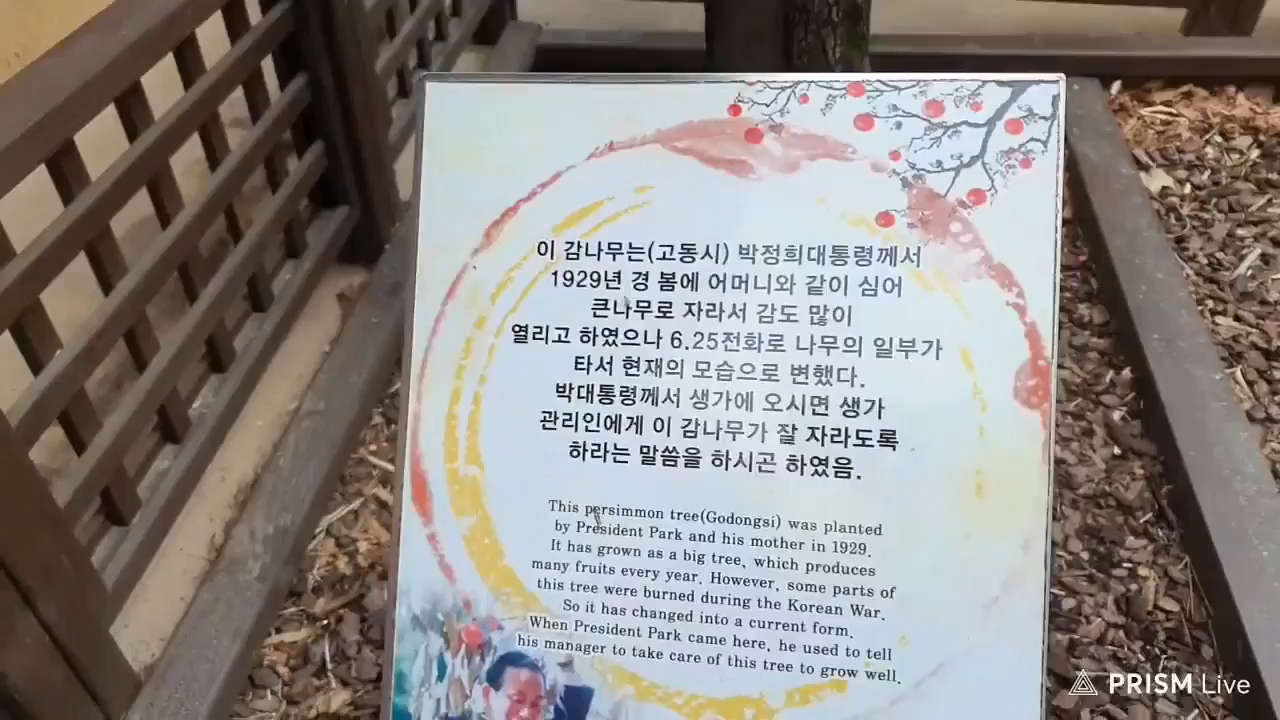 이 감나무는(고동시) 박정희대통령께서
1929년 경 봄에 어머니와 같이 심어
큰나무로 자라서 감도 많이
열리고 하였으나 6.25전화로 나무의 일부가
타서 현재의 모습으로 변했다.
박대통령께서 생가에 오시면 생가
관리인에게 이 감나무가 잘 자라도록
하라는 말씀을 하시곤 하였음.
This persimmon tree(Godongsi) was planted
by President Park and his mother in 1929.
It has grown as a big tree, which produces
many fruits every year. However, some parts of
this tree were burned during the Korean War.
So it has changed into a current form.
When President Park came here, he used to tell
his manager to take care of this tree to grow well.
PRISM Live